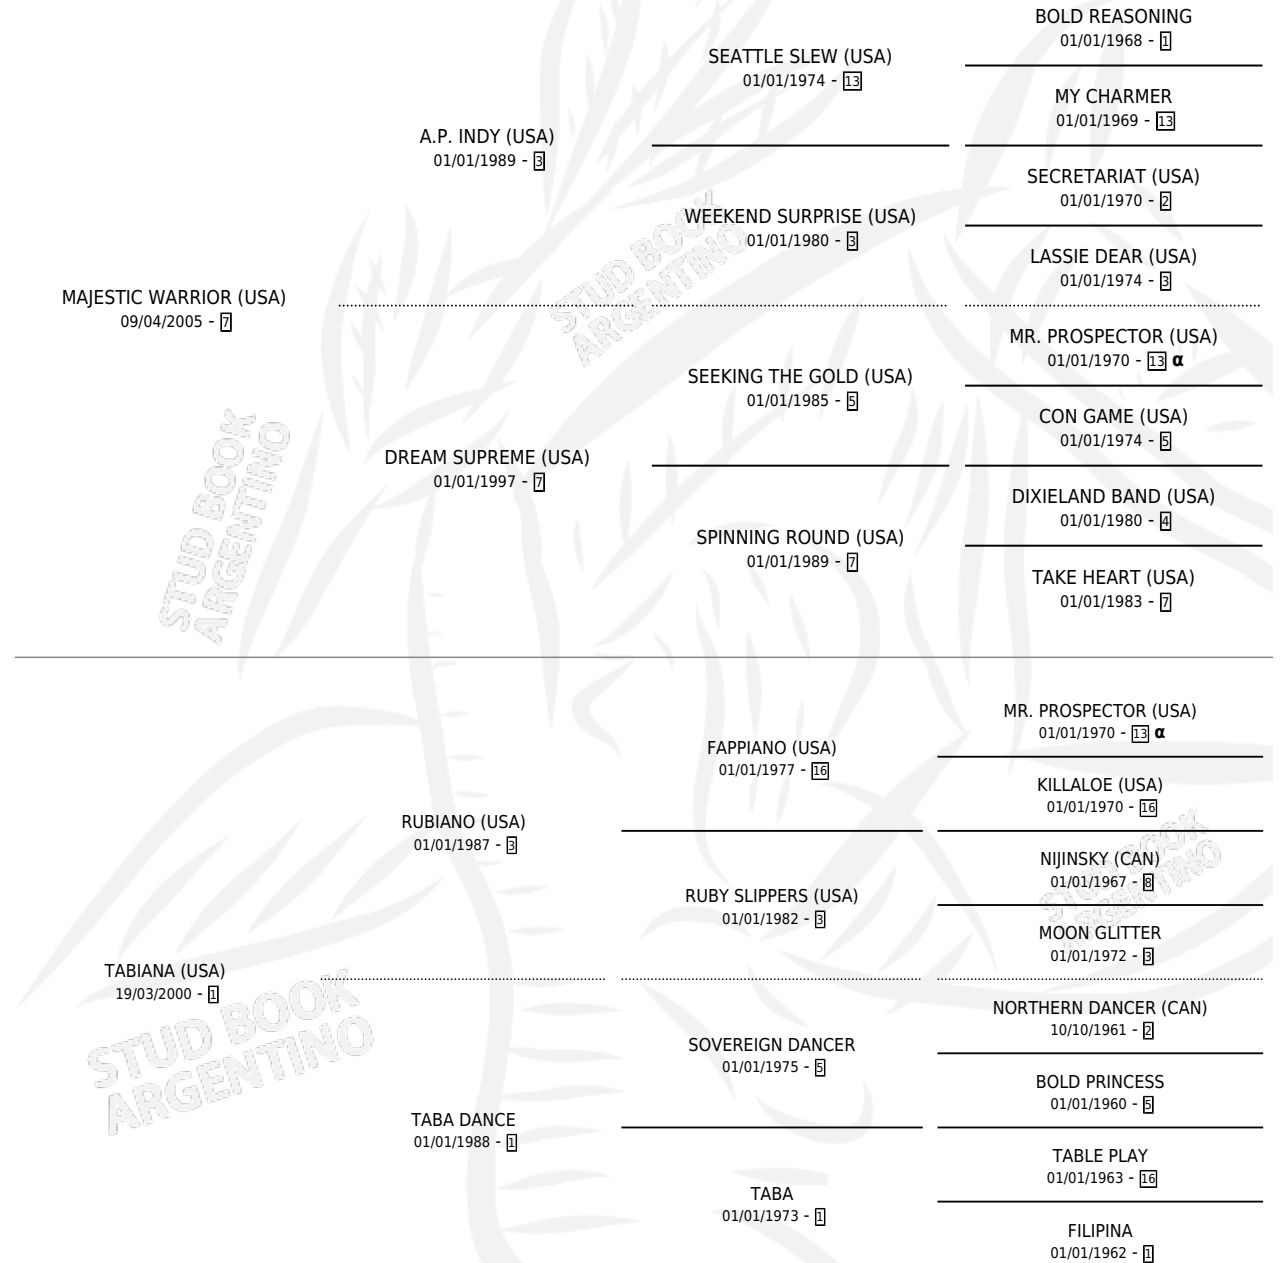 BOLD REASONING
01/01/1968 - 1
SEATTLE SLEW (USA)
01/01/1974 - 13
MY CHARMER
01/01/1969 - 13
A.P. INDY (USA)
01/01/1989 - 3
SECRETARIAT (USA)
01/01/1970 - 2
WEEKEND SURPRISE (USA)
01/01/1980 - 3
LASSIE DEAR (USA)
01/01/1974 - 3
MAJESTIC WARRIOR (USA)
09/04/2005 - 7
MR. PROSPECTOR (USA)
01/01/1970 - 13 α
SEEKING THE GOLD (USA)
01/01/1985 - 5
CON GAME (USA)
01/01/1974 - 5
DREAM SUPREME (USA)
01/01/1997 - 7
DIXIELAND BAND (USA)
01/01/1980 - 4
SPINNING ROUND (USA)
01/01/1989 - 7
TAKE HEART (USA)
01/01/1983 - 7
MR. PROSPECTOR (USA)
01/01/1970 - 13 α
FAPPIANO (USA)
01/01/1977 - 16
KILLALOE (USA)
01/01/1970 - 16
RUBIANO (USA)
01/01/1987 - 3
NIJINSKY (CAN)
01/01/1967 - 8
RUBY SLIPPERS (USA)
01/01/1982 - 3
MOON GLITTER
01/01/1972 - 3
TABIANA (USA)
19/03/2000 - 1
NORTHERN DANCER (CAN)
10/10/1961 - 2
SOVEREIGN DANCER
01/01/1975 - 5
BOLD PRINCESS
01/01/1960 - 5
TABA DANCE
01/01/1988 - 1
TABLE PLAY
01/01/1963 - 16
TABA
01/01/1973 - 1
FILIPINA
01/01/1962 - 1
STUD BOOK
ARGENTINO
STUD BOOK
ARGENTINO
STUD BOOK
ARGENTINO
STUD BOOK
ARGENTINO